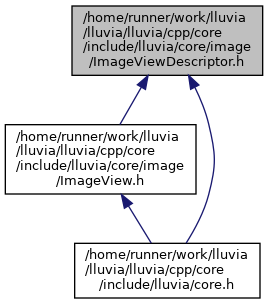 /home/runner/work/lluvia
/lluvia/lluvia/cpp/core
/include/lluvia/core/image
/ImageViewDescriptor.h
/home/runner/work/lluvia
/lluvia/lluvia/cpp/core
/include/lluvia/core/image
/ImageView.h
/home/runner/work/lluvia
/lluvia/lluvia/cpp/core
/include/lluvia/core.h